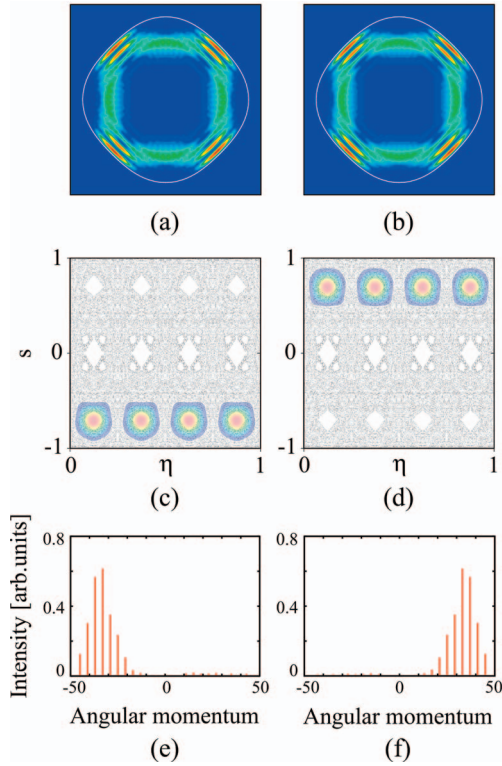 (a) (b)
1 1
s 0 0
-1 -1
0 η 1 0 η 1
(c) (d)
Intensity [arb.units]
0.8 0.8
0.4 0.4
0 0
-50 0 50 -50 0 50
Angular momentum Angular momentum
(e) (f)